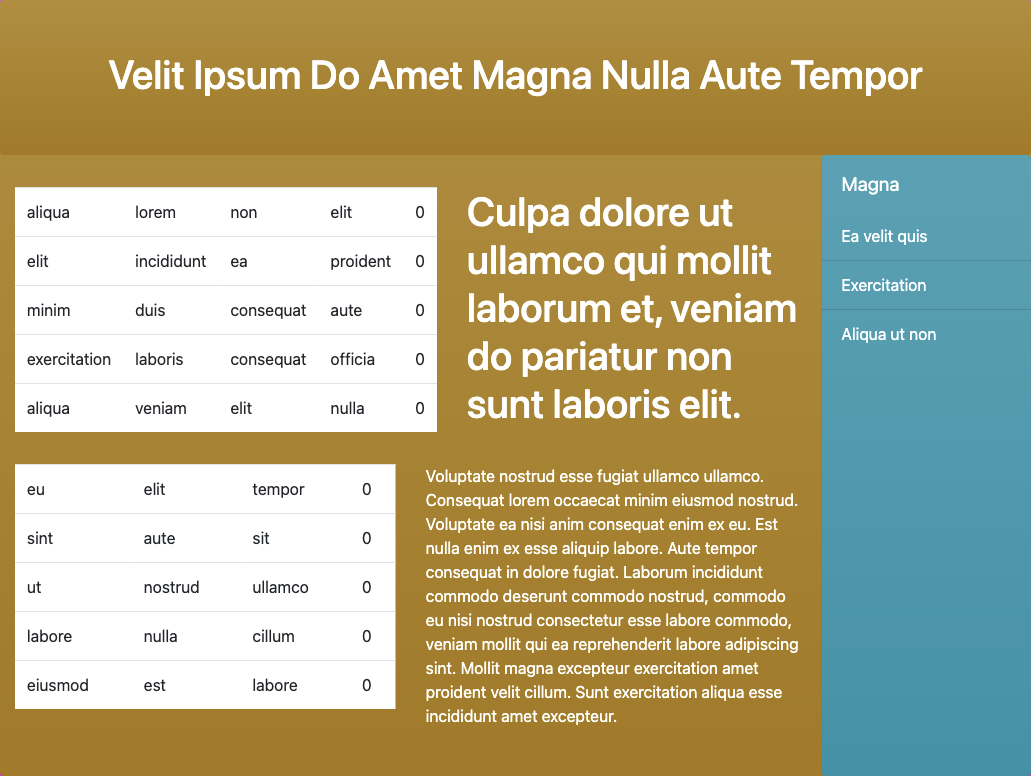 Velit Ipsum Do Amet Magna Nulla Aute Tempor
aliqua lorem non elit 0
elit incididunt ea proident 0
minim duis consequat aute 0
exercitation laboris consequat officia 0
aliqua veniam elit nulla 0
Culpa dolore ut
ullamco qui mollit
laborum et, veniam
do pariatur non
sunt laboris elit.
eu elit tempor 0
sint aute sit 0
ut nostrud ullamco 0
labore nulla cillum 0
eiusmod est labore 0
Voluptate nostrud esse fugiat ullamco ullamco.
Consequat lorem occaecat minim eiusmod nostrud.
Voluptate ea nisi anim consequat enim ex eu. Est
nulla enim ex esse aliquip labore. Aute tempor
consequat in dolore fugiat. Laborum incididunt
commodo deserunt commodo nostrud, commodo
eu nisi nostrud consectetur esse labore commodo,
veniam mollit qui ea reprehenderit labore adipiscing
sint. Mollit magna excepteur exercitation amet
proident velit cillum. Sunt exercitation aliqua esse
incididunt amet excepteur.
Magna
Ea velit quis
Exercitation
Aliqua ut non